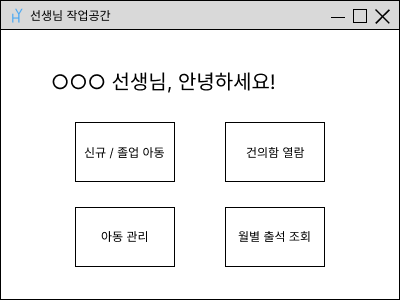 선생님 작업공간
○○○ 선생님, 안녕하세요!
신규 / 졸업 아동
건의함 열람
아동 관리
월별 출석 조회